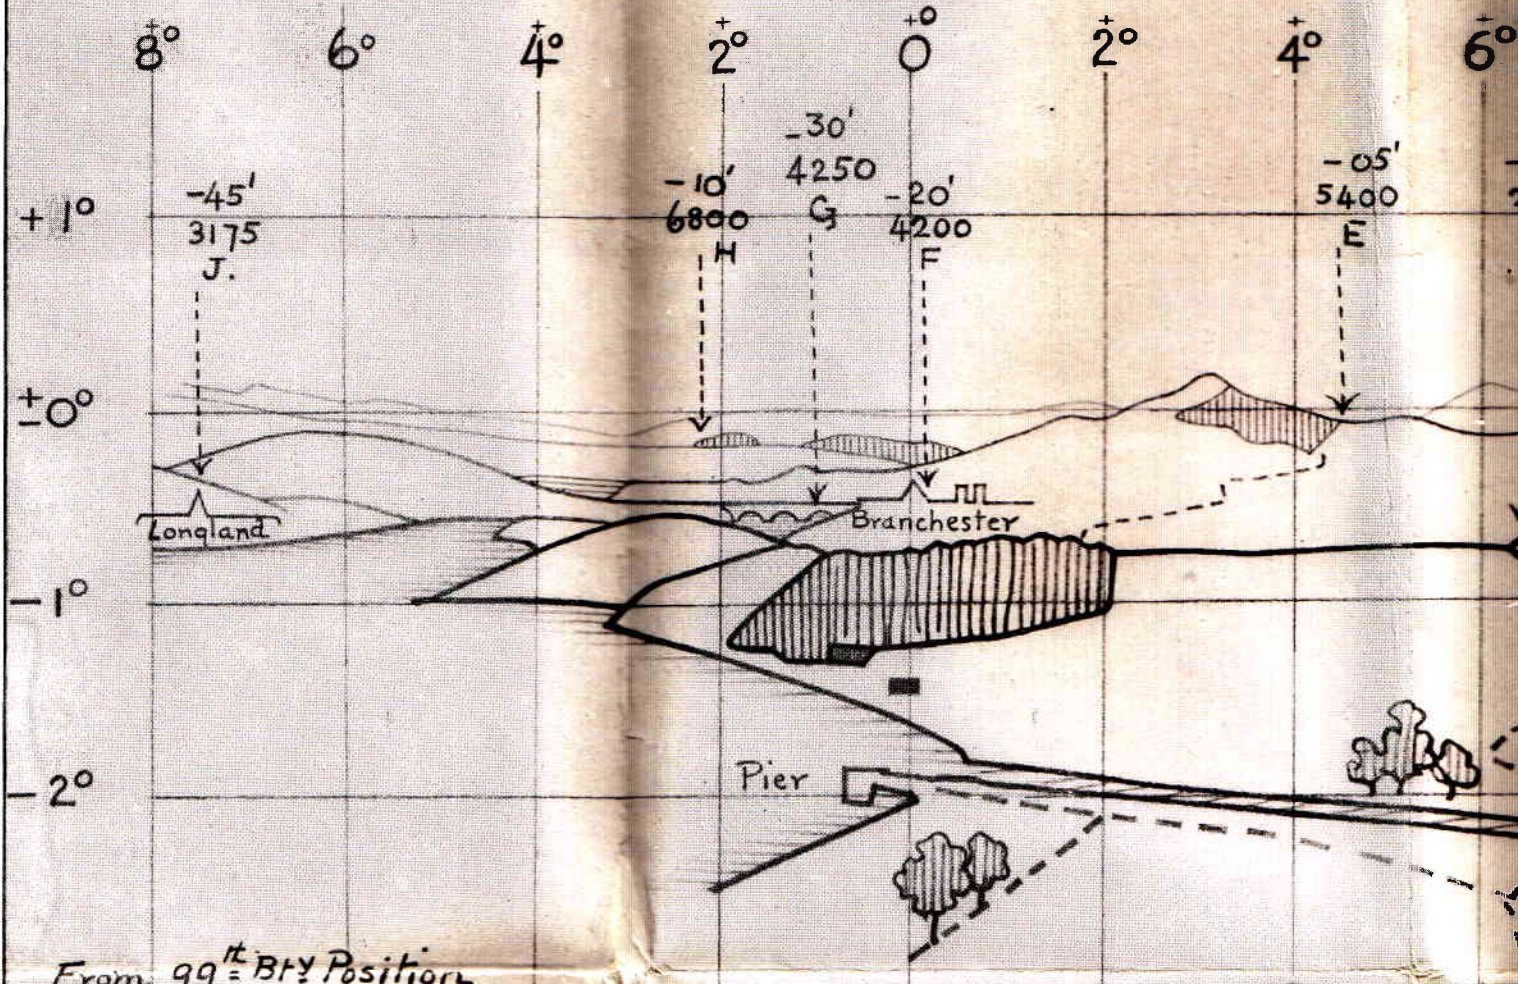 8° 6° 4° 2° 0 2° 4° 6°
-30'
4250
G
-45'
3175
J.
-10'
6800
H
-20'
4200
F
-05'
5400
E
+1°
±0°
Longland
Branchester
-1°
Pier
-2°
From 99th Bty Position